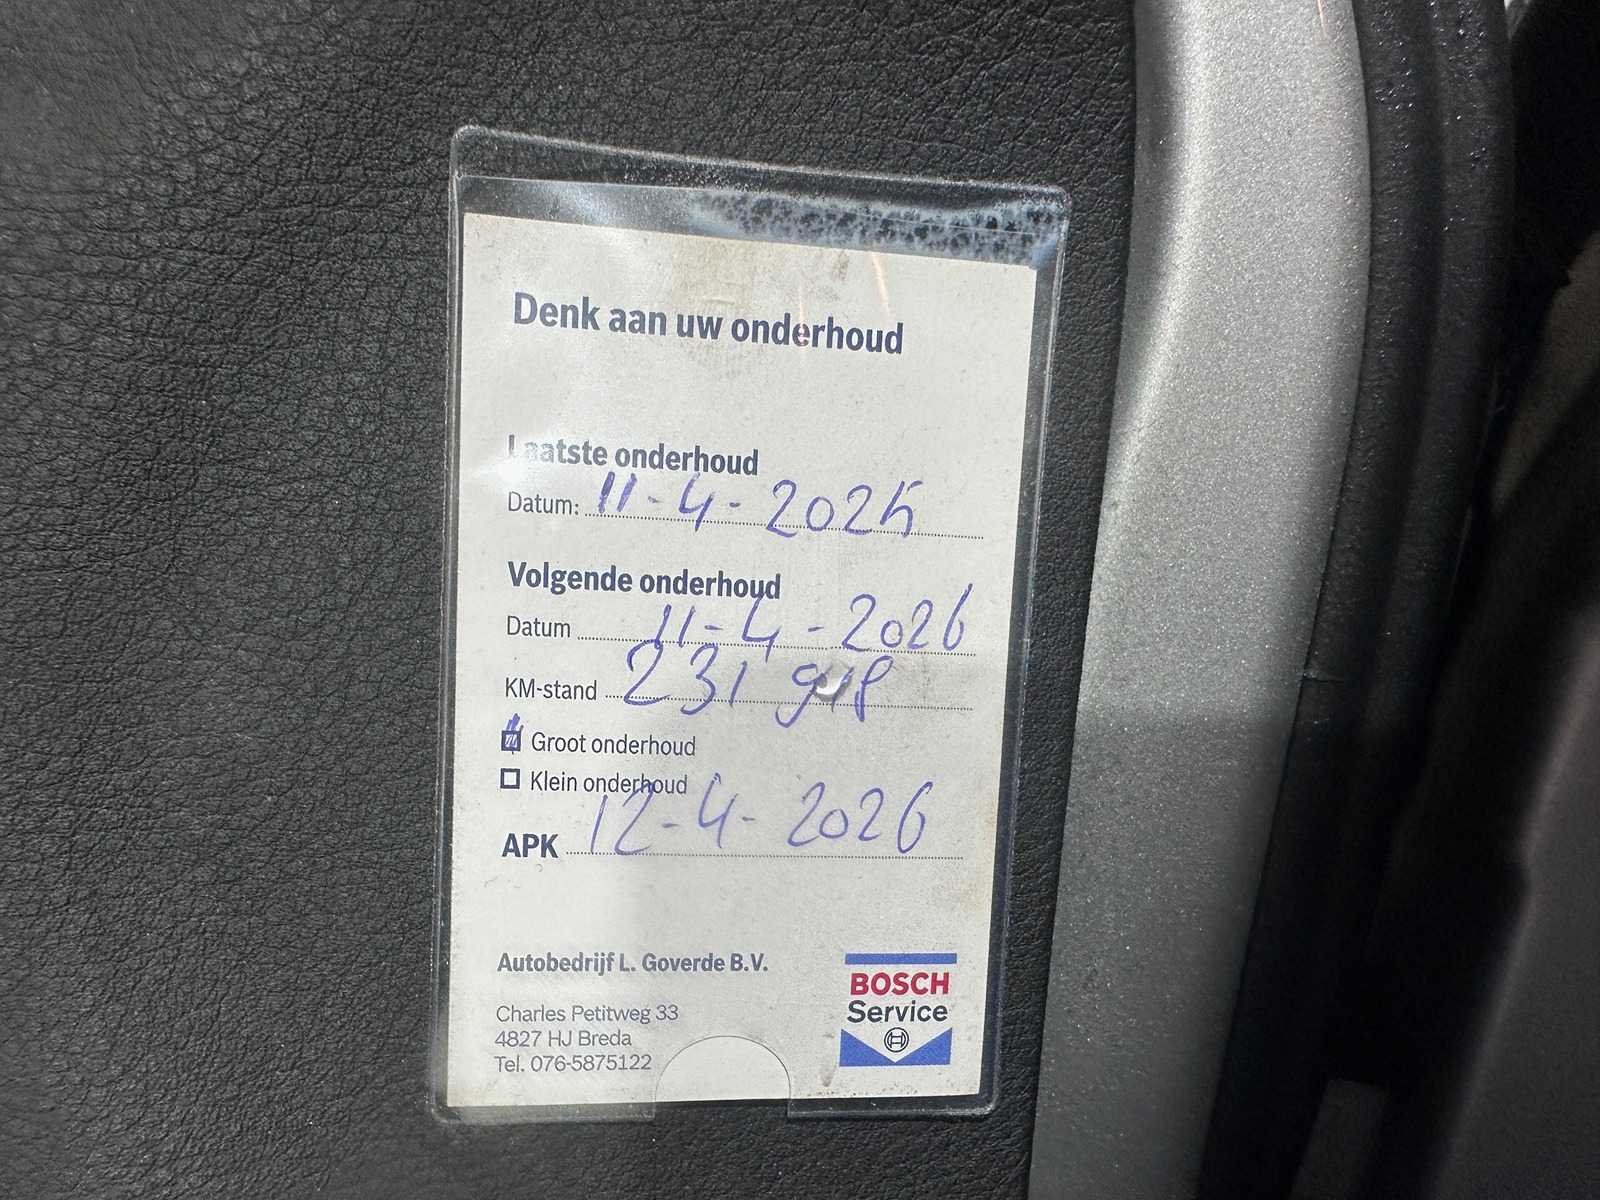 Denk aan uw onderhoud
Laatste onderhoud
Datum: 11-4-2025
Volgende onderhoud
Datum 11-4-2026
KM-stand 231 918
Groot onderhoud
Klein onderhoud
APK 12-4-2026
Autobedrijf L. Goverde B.V.
Charles Petitweg 33
4827 HJ Breda
Tel. 076-5875122
BOSCH
Service